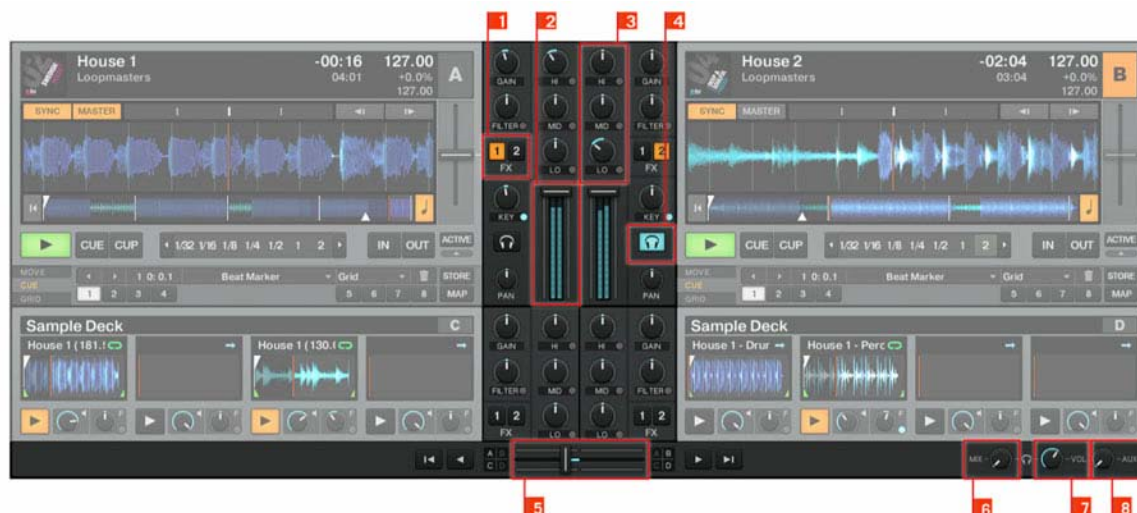 1 2 3 4
House 1 -00:16 127.00 A
Loopmasters 04:01 +0.0%
127.00
SYNC MASTER
CUE CUP 1/32 1/16 1/8 1/4 1/2 1 2 IN OUT ACTIVE
MOVE 1 0: 0.1 Beat Marker Grid STORE
CUE 1 2 3 4 5 6 7 8 MAP
GRID
GAIN HI HI GAIN
FILTER MID MID FILTER
1 2 LO LO 1 2
FX FX
KEY KEY
PAN PAN
House 2 -02:04 127.00 B
Loopmasters 03:04 +0.0%
127.00
SYNC MASTER
CUE CUP 1/32 1/16 1/8 1/4 1/2 1 2 IN OUT ACTIVE
MOVE 1 0: 0.1 Beat Marker Grid STORE
CUE 1 2 3 4 5 6 7 8 MAP
GRID
Sample Deck C
House 1 (181.5 House 1 (130.(
GAIN HI HI GAIN
FILTER MID MID FILTER
1 2 LO LO 1 2
FX FX
Sample Deck D
House 1 - Drur House 1 - Perc
A B A B
C D C D
MIX VOL AUX
5 6 7 8